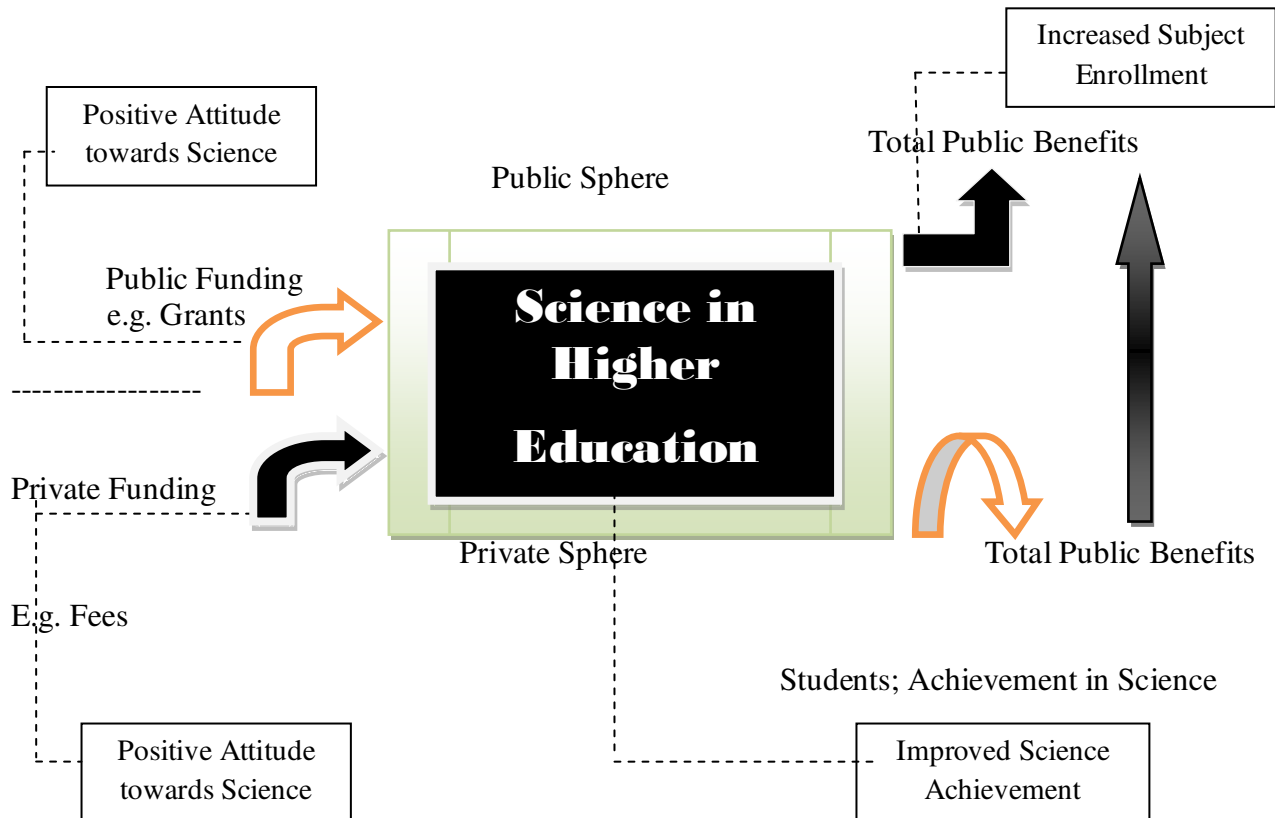 Increased Subject
Enrollment
Positive Attitude
towards Science
Total Public Benefits
Public Sphere
Public Funding
e.g. Grants
Science in
Higher
Education
Private Funding
Private Sphere
Total Public Benefits
E.g. Fees
Students; Achievement in Science
Positive Attitude
towards Science
Improved Science
Achievement